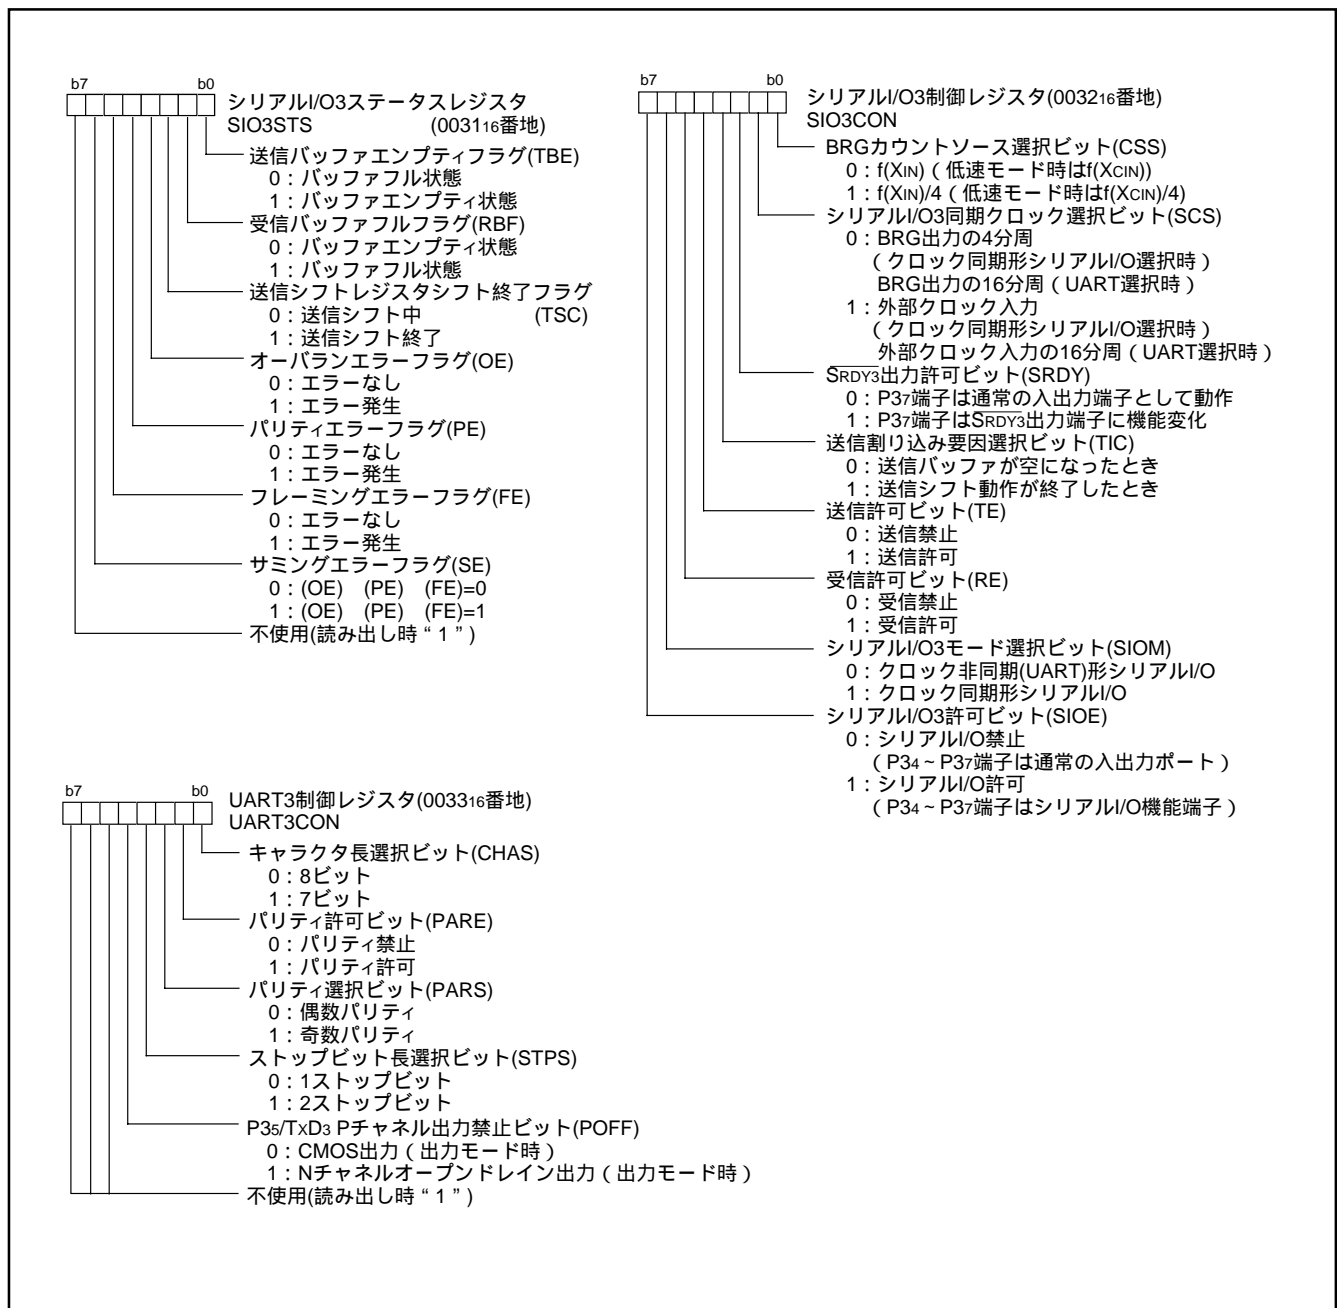 b7 b0
シリアルI/O3ステータスレジスタ
SIO3STS (003116番地)
送信バッファエンプティフラグ(TBE)
0：バッファフル状態
1：バッファエンプティ状態
受信バッファフルフラグ(RBF)
0：バッファエンプティ状態
1：バッファフル状態
送信シフトレジスタシフト終了フラグ
0：送信シフト中 (TSC)
1：送信シフト終了
オーバランエラーフラグ(OE)
0：エラーなし
1：エラー発生
パリティエラーフラグ(PE)
0：エラーなし
1：エラー発生
フレーミングエラーフラグ(FE)
0：エラーなし
1：エラー発生
サミングエラーフラグ(SE)
0：(OE) (PE) (FE)=0
1：(OE) (PE) (FE)=1
不使用(読み出し時“1”)
b7 b0
シリアルI/O3制御レジスタ(003216番地)
SIO3CON
BRGカウントソース選択ビット(CSS)
0：f(XIN)（低速モード時はf(XCIN))
1：f(XIN)/4（低速モード時はf(XCIN)/4)
シリアルI/O3同期クロック選択ビット(SCS)
0：BRG出力の4分周
（クロック同期形シリアルI/O選択時）
BRG出力の16分周（UART選択時）
1：外部クロック入力
（クロック同期形シリアルI/O選択時）
外部クロック入力の16分周（UART選択時）
SRDY3出力許可ビット(SRDY)
0：P37端子は通常の入出力端子として動作
1：P37端子はSRDY3出力端子に機能変化
送信割り込み要因選択ビット(TIC)
0：送信バッファが空になったとき
1：送信シフト動作が終了したとき
送信許可ビット(TE)
0：送信禁止
1：送信許可
受信許可ビット(RE)
0：受信禁止
1：受信許可
シリアルI/O3モード選択ビット(SIOM)
0：クロック非同期(UART)形シリアルI/O
1：クロック同期形シリアルI/O
シリアルI/O3許可ビット(SIOE)
0：シリアルI/O禁止
（P34～P37端子は通常の入出力ポート）
1：シリアルI/O許可
（P34～P37端子はシリアルI/O機能端子）
b7 b0
UART3制御レジスタ(003316番地)
UART3CON
キャラクタ長選択ビット(CHAS)
0：8ビット
1：7ビット
パリティ許可ビット(PARE)
0：パリティ禁止
1：パリティ許可
パリティ選択ビット(PARS)
0：偶数パリティ
1：奇数パリティ
ストップビット長選択ビット(STPS)
0：1ストップビット
1：2ストップビット
P35/TXD3 Pチャネル出力禁止ビット(POFF)
0：CMOS出力（出力モード時）
1：Nチャネルオープンドレイン出力（出力モード時）
不使用(読み出し時“1”)